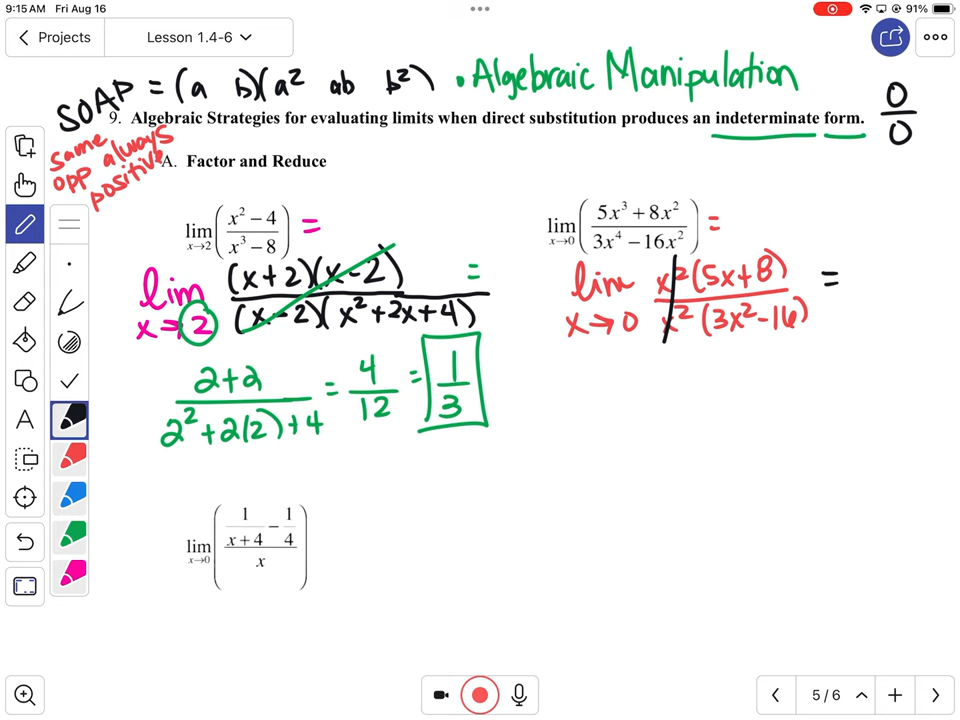 9:15 AM Fri Aug 16
91%
Projects
Lesson 1.4-6
SOAP = (a b)(a² ab b²) • Algebraic Manipulation
0/0
9. Algebraic Strategies for evaluating limits when direct substitution produces an indeterminate form.
same
opp always
positive
A. Factor and Reduce
lim x→2 ( (x² − 4) / (x³ − 8) ) =
lim x→2 (x+2)(x−2) / (x−2)(x²+2x+4) =
(2+2) / (2²+2(2)+4) = 4/12 = 1/3
lim x→0 ( (5x³ + 8x²) / (3x⁴ − 16x²) ) =
lim x→0 x²(5x+8) / x²(3x²−16) =
lim x→0 ( (1/(x+4) − 1/4) / x )
A
5 / 6